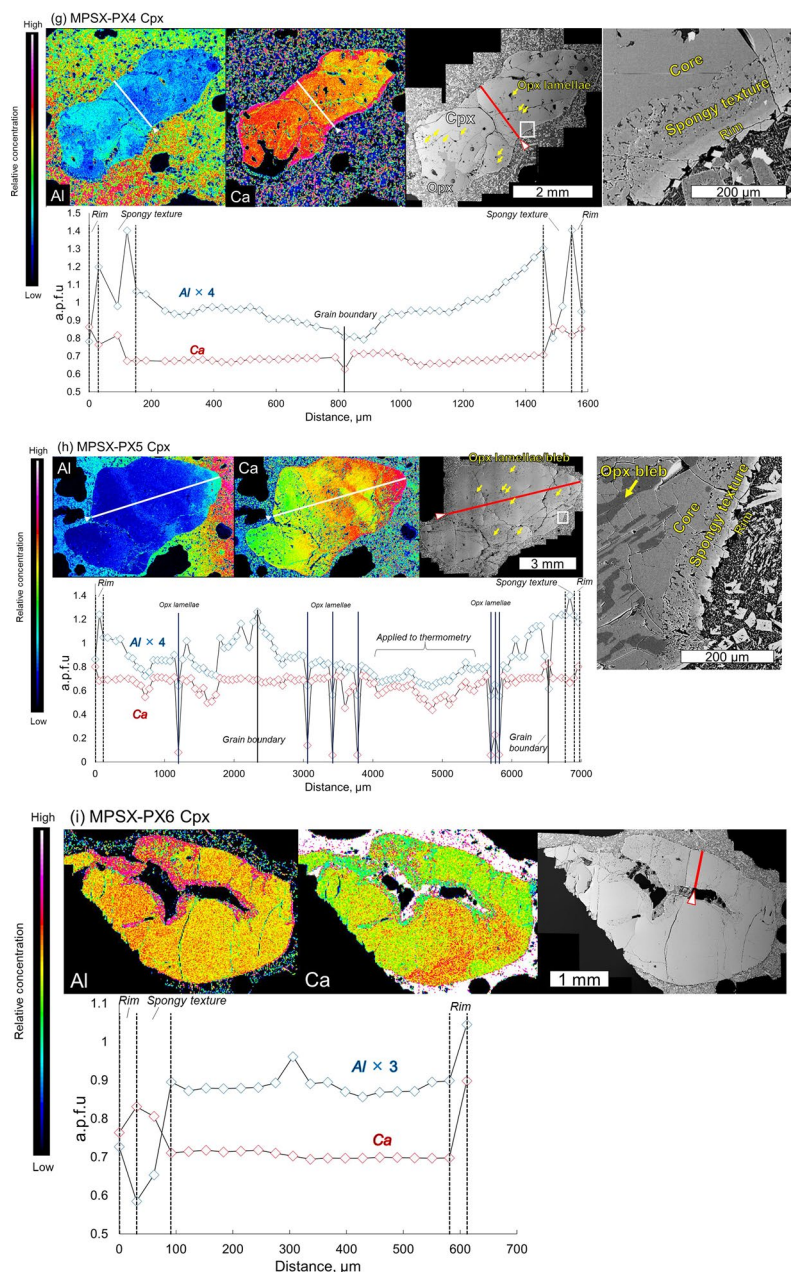 (g) MPSX-PX4 Cpx
High
Relative concentration
Low
Al
Ca
Opx lamellae
Cpx
Opx
2 mm
Core
Spongy texture
Rim
200 μm
Rim
Spongy texture
Spongy texture
Rim
1.5
1.4
1.3
1.2
1.1
1
0.9
0.8
0.7
0.6
0.5
a.p.f.u
Al × 4
Grain boundary
Ca
0 200 400 600 800 1000 1200 1400 1600
Distance, μm
(h) MPSX-PX5 Cpx
High
Relative concentration
Low
Al
Ca
Opx lamellae/bleb
3 mm
Opx bleb
Core
Spongy texture
Rim
200 μm
Rim
Opx lamellae
Opx lamellae
Opx lamellae
Spongy texture
Rim
1.4
1.2
1
0.8
0.6
0.4
0.2
0
a.p.f.u
Al × 4
Applied to thermometry
Ca
Grain boundary
Grain
boundary
0 1000 2000 3000 4000 5000 6000 7000
Distance, μm
(i) MPSX-PX6 Cpx
High
Relative concentration
Low
Al
Ca
1 mm
Rim
Spongy texture
Rim
1.1
1
0.9
0.8
0.7
0.6
0.5
a.p.f.u
Al × 3
Ca
0 100 200 300 400 500 600 700
Distance, μm